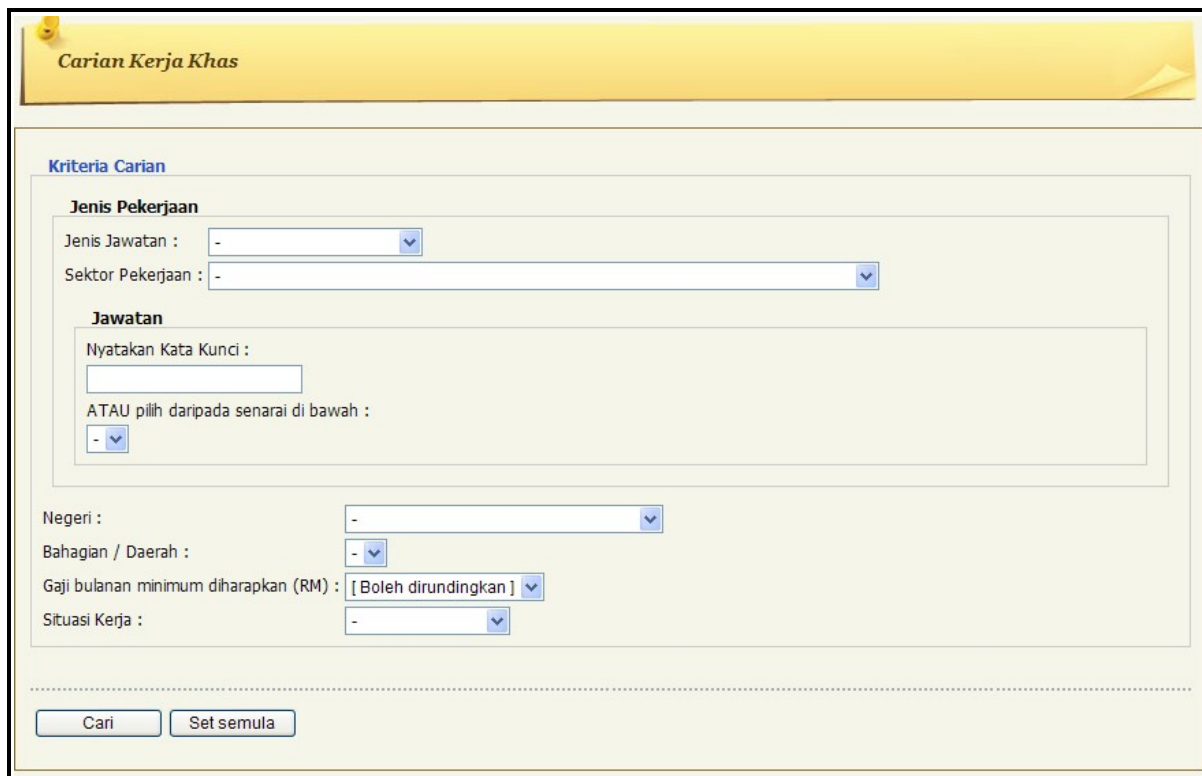 Carian Kerja Khas
Kriteria Carian
Jenis Pekerjaan
Jenis Jawatan : -
Sektor Pekerjaan : -
Jawatan
Nyatakan Kata Kunci :
ATAU pilih daripada senarai di bawah :
-
Negeri : -
Bahagian / Daerah : -
Gaji bulanan minimum diharapkan (RM) : [ Boleh dirundingkan ]
Situasi Kerja : -
Cari Set semula